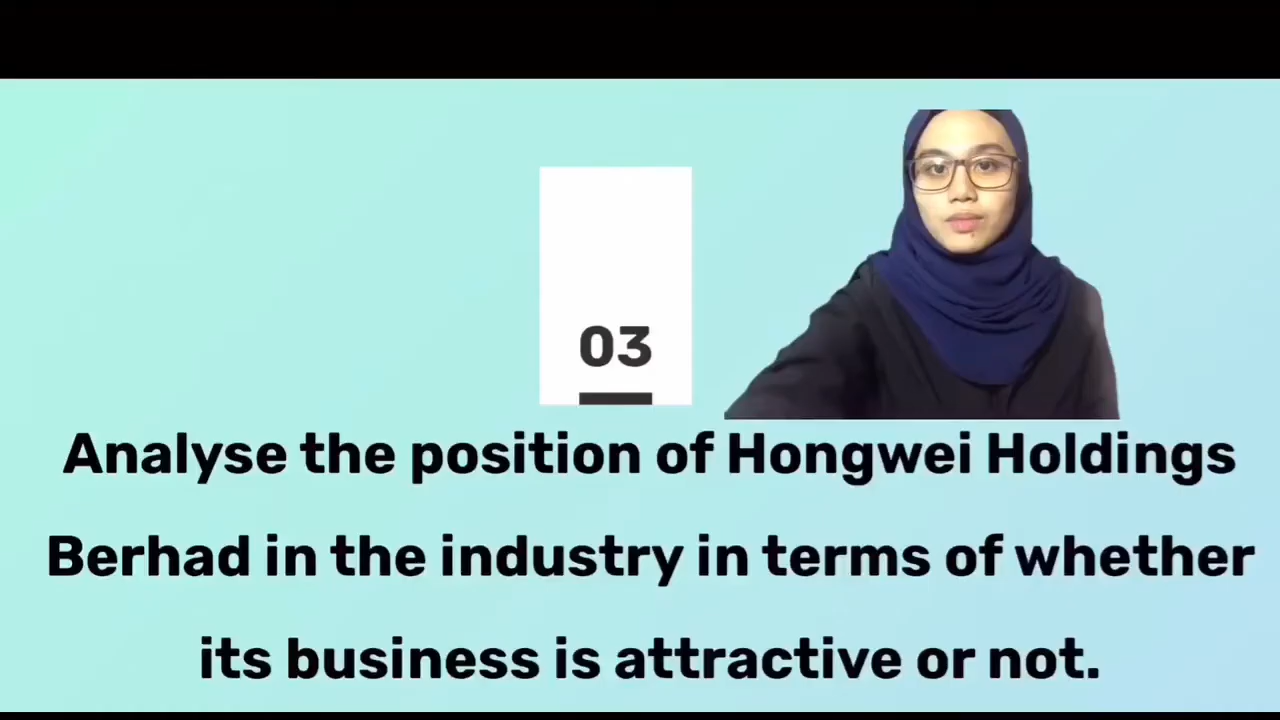 03
Analyse the position of Hongwei Holdings
Berhad in the industry in terms of whether
its business is attractive or not.